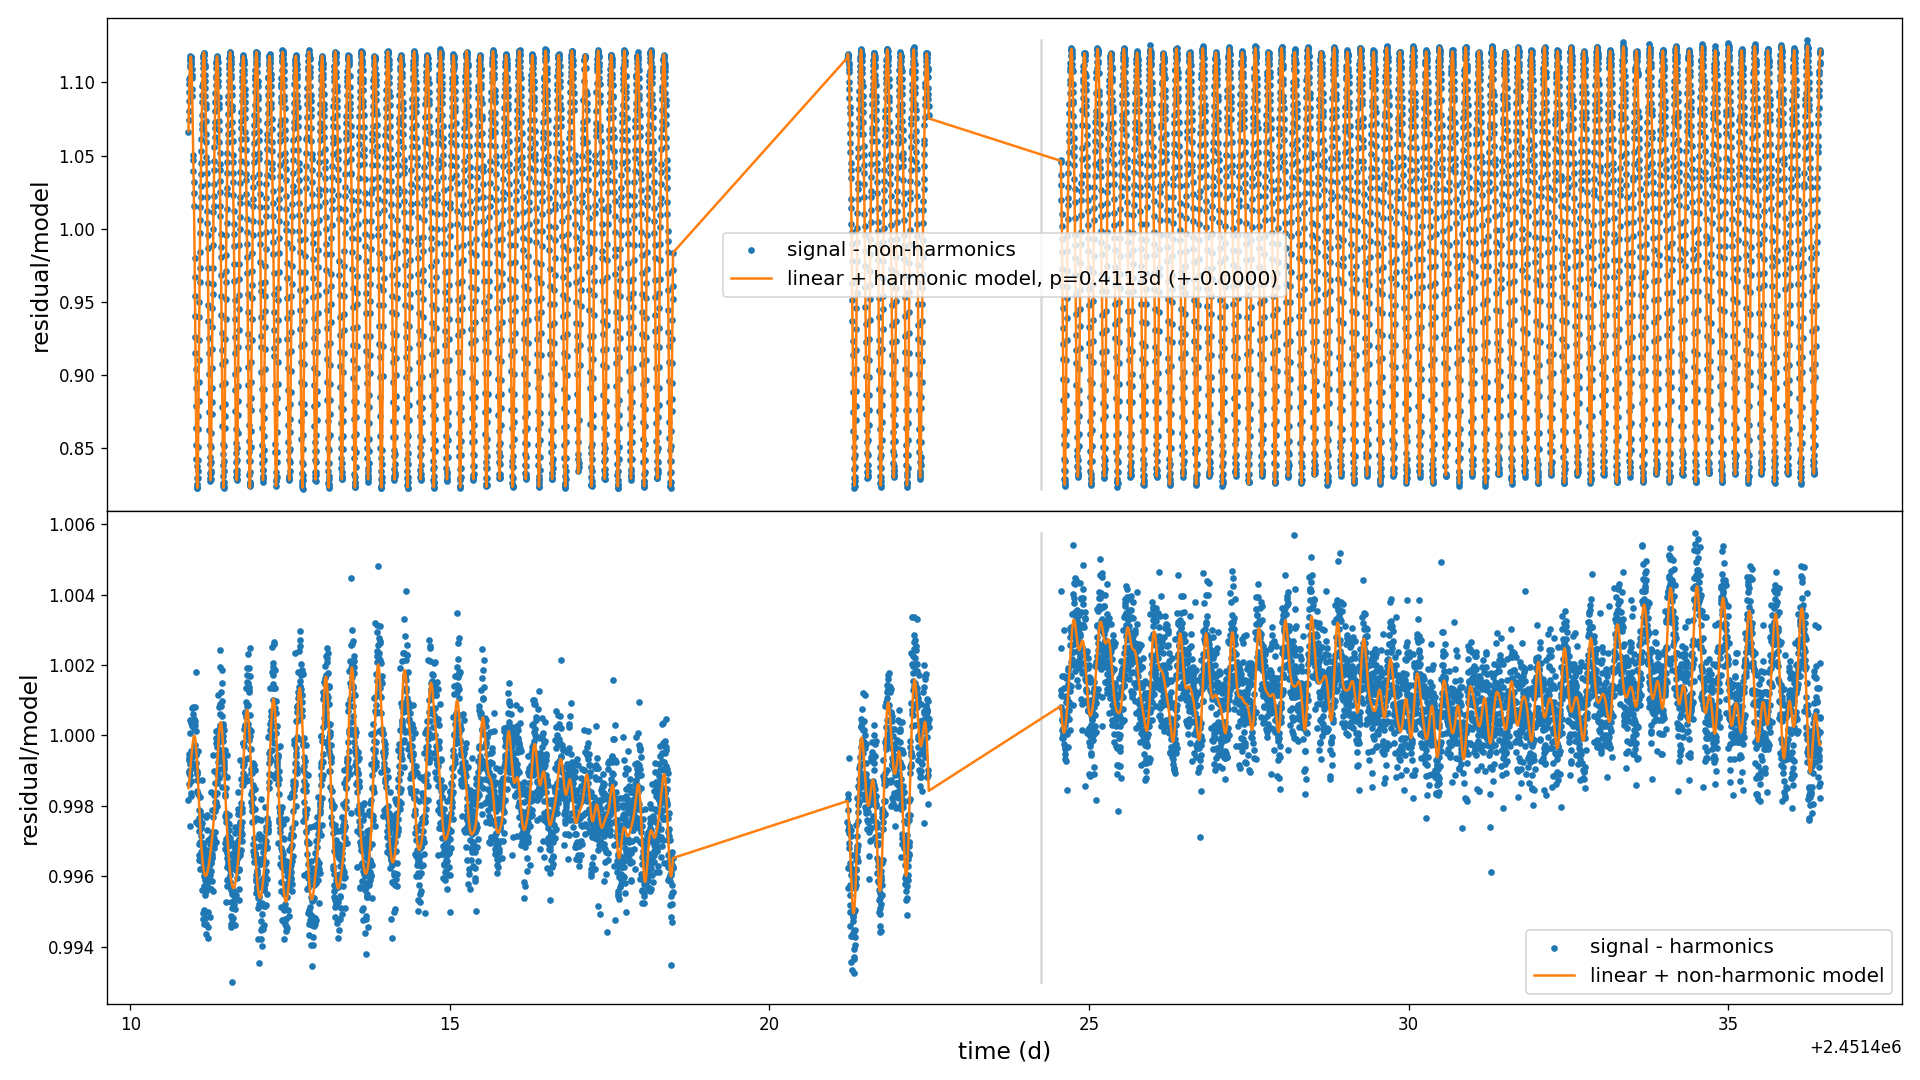 residual/model
1.10
1.05
1.00
0.95
0.90
0.85
signal - non-harmonics
linear + harmonic model, p=0.4113d (+-0.0000)
residual/model
1.006
1.004
1.002
1.000
0.998
0.996
0.994
signal - harmonics
linear + non-harmonic model
10 15 20 25 30 35
time (d)
+2.4514e6